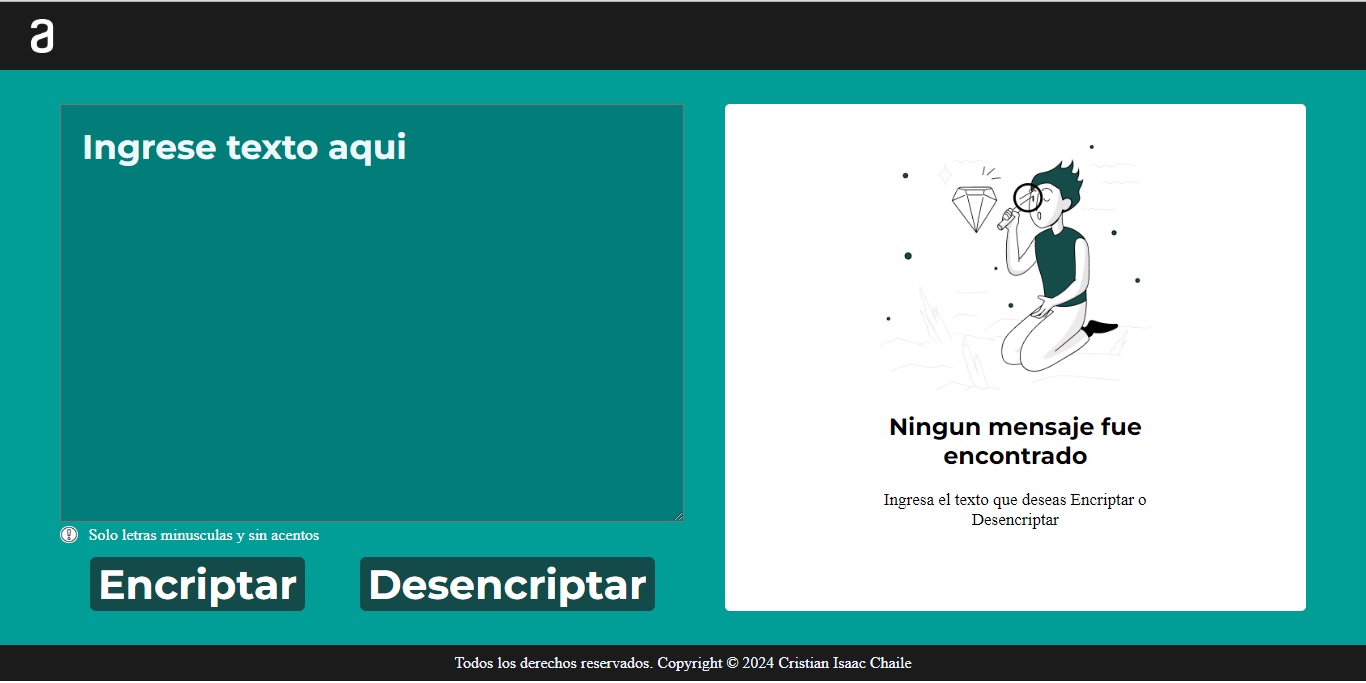 a
Ingrese texto aqui
Solo letras minusculas y sin acentos
Encriptar
Desencriptar
Ningun mensaje fue
encontrado
Ingresa el texto que deseas Encriptar o
Desencriptar
Todos los derechos reservados. Copyright © 2024 Cristian Isaac Chaile